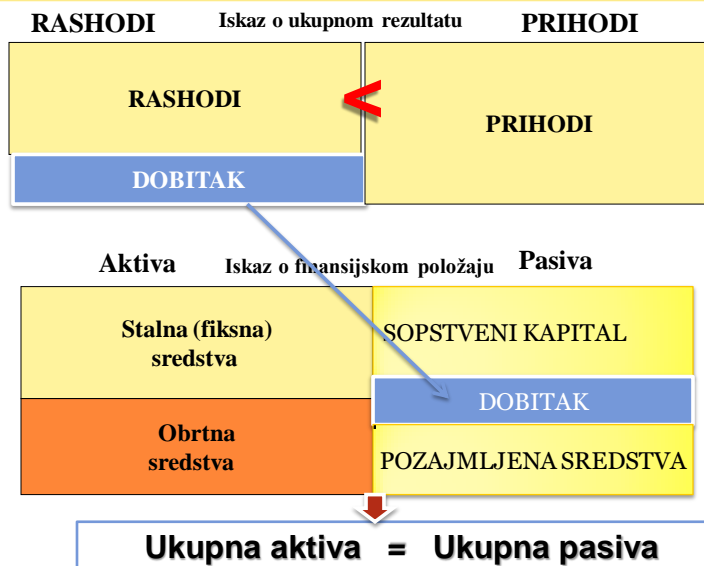 RASHODI Iskaz o ukupnom rezultatu PRIHODI
RASHODI < PRIHODI
DOBITAK
Aktiva Iskaz o finansijskom položaju Pasiva
Stalna (fiksna)
sredstva
SOPSTVENI KAPITAL
DOBITAK
Obrtna
sredstva
POZAJMLJENA SREDSTVA
Ukupna aktiva = Ukupna pasiva